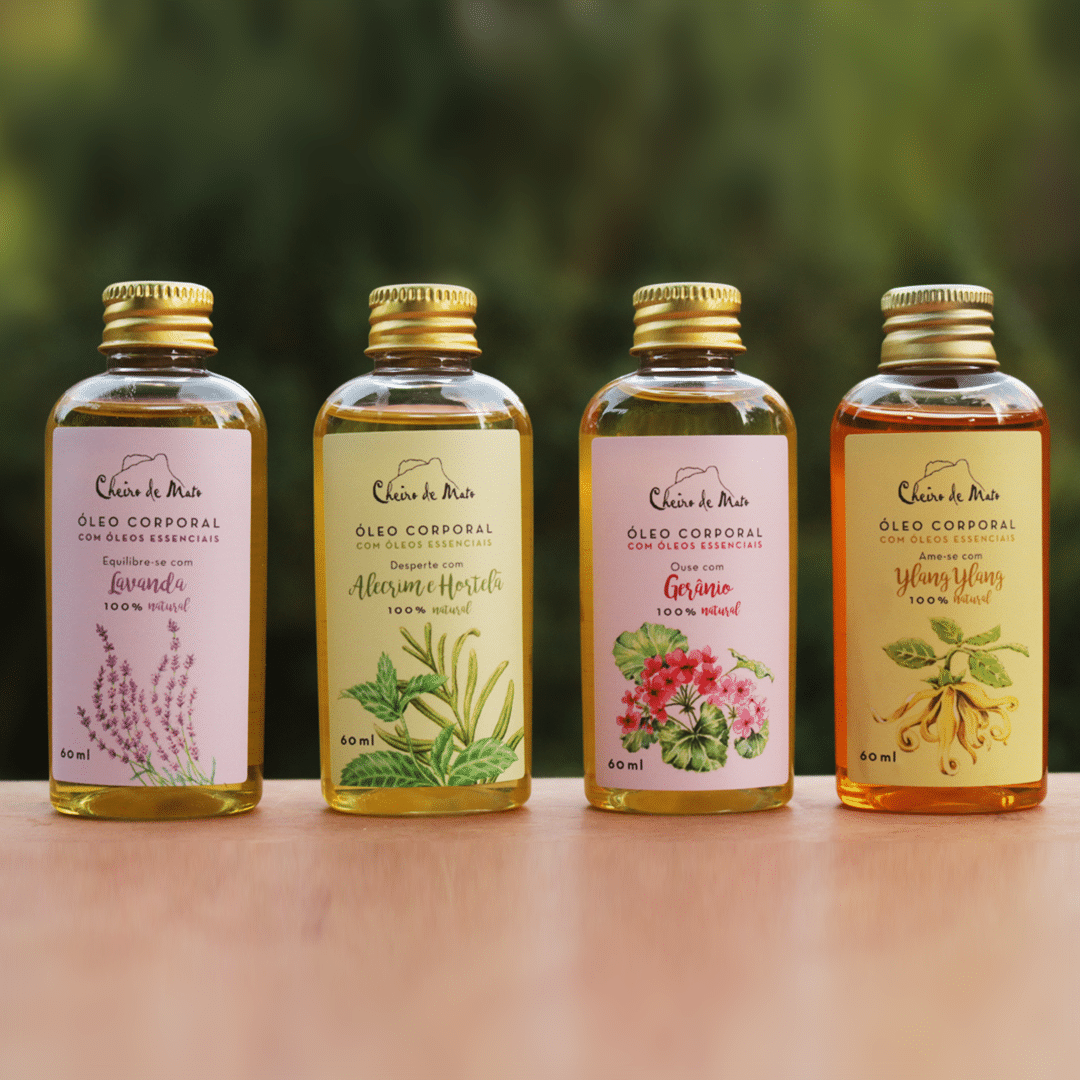 Cheiro de Mato
ÓLEO CORPORAL
COM ÓLEOS ESSENCIAIS
Equilibre-se com
Lavanda
100% natural
60ml
Cheiro de Mato
ÓLEO CORPORAL
COM ÓLEOS ESSENCIAIS
Desperte com
Alecrim e Hortelã
100% natural
60ml
Cheiro de Mato
ÓLEO CORPORAL
COM ÓLEOS ESSENCIAIS
Ouse com
Gerânio
100% natural
60ml
Cheiro de Mato
ÓLEO CORPORAL
COM ÓLEOS ESSENCIAIS
Ame-se com
Ylang Ylang
100% natural
60ml